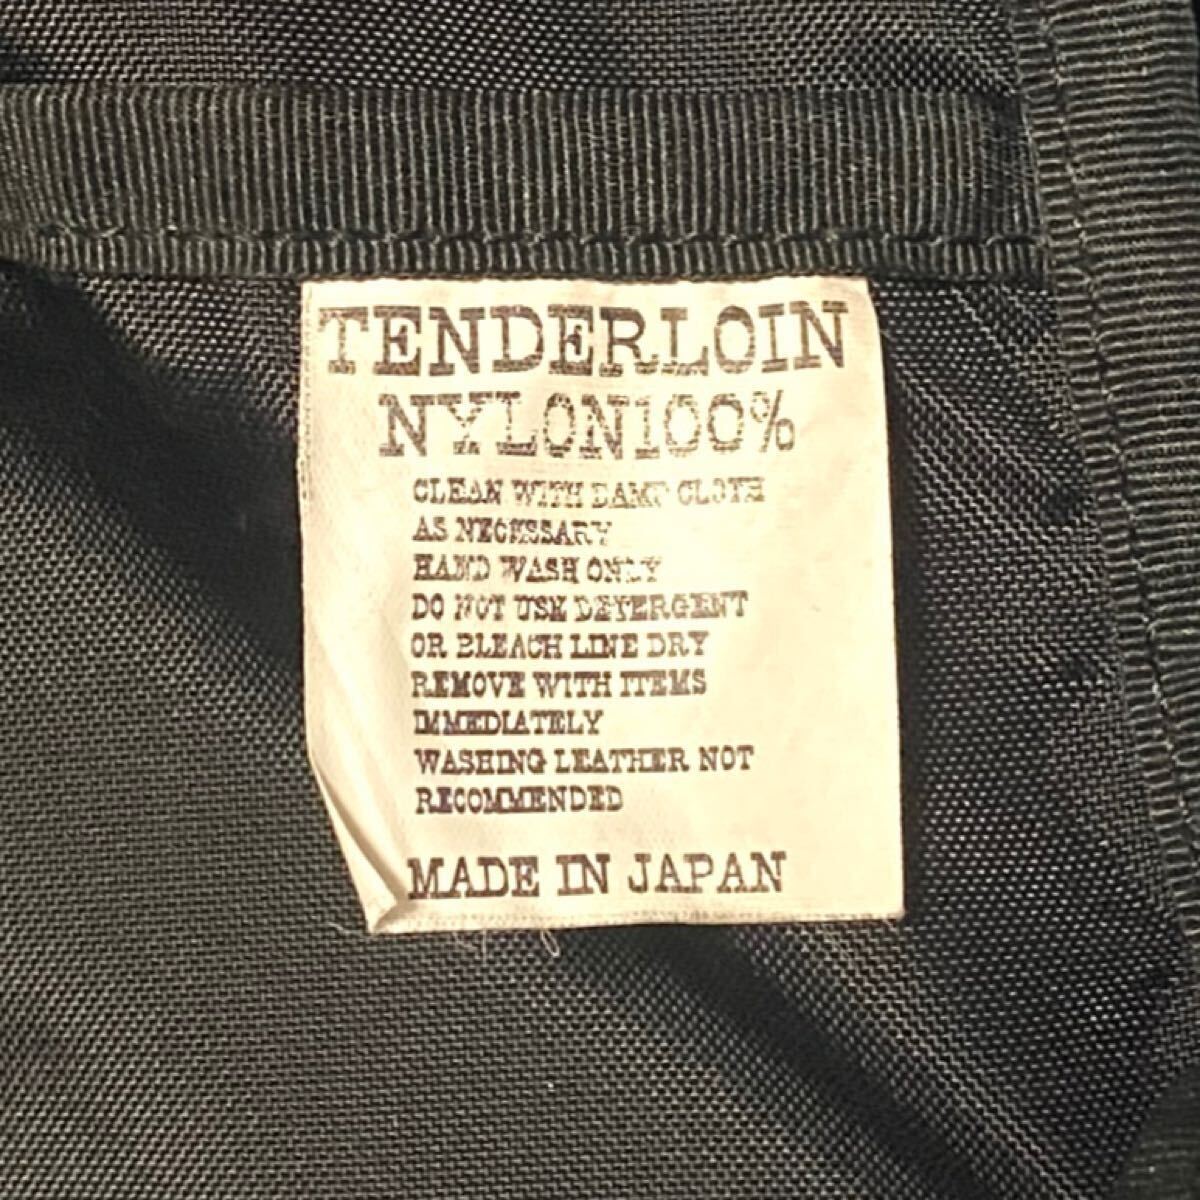 TENDERLOIN
NYLON100%
CLEAN WITH DAMP CLOTH
AS NECESSARY
HAND WASH ONLY
DO NOT USE DETERGENT
OR BLEACH LINE DRY
REMOVE WITH ITEMS
IMMEDIATELY
WASHING LEATHER NOT
RECOMMENDED
MADE IN JAPAN